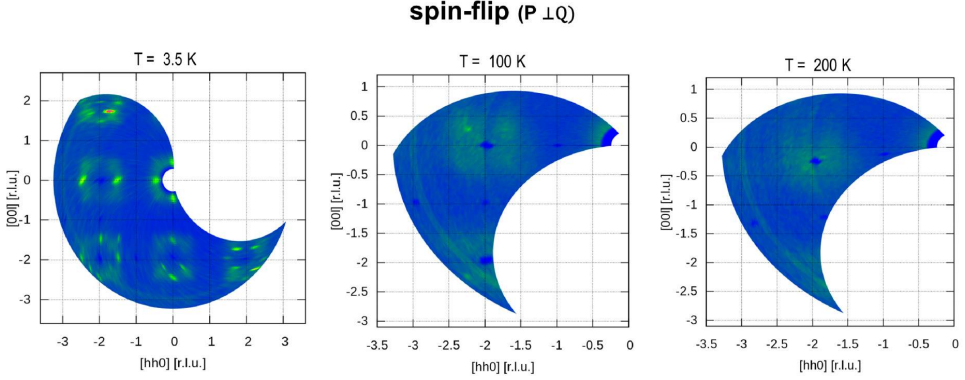 spin-flip (P ⊥Q)
T = 3.5 K
T = 100 K
T = 200 K
[00l] [r.l.u.]
2
1
0
-1
-2
-3
-3 -2 -1 0 1 2 3
[hh0] [r.l.u.]
[00l] [r.l.u.]
1
0.5
0
-0.5
-1
-1.5
-2
-2.5
-3
-3.5 -3 -2.5 -2 -1.5 -1 -0.5 0
[hh0] [r.l.u.]
[00l] [r.l.u.]
1
0.5
0
-0.5
-1
-1.5
-2
-2.5
-3
-3.5 -3 -2.5 -2 -1.5 -1 -0.5 0
[hh0] [r.l.u.]